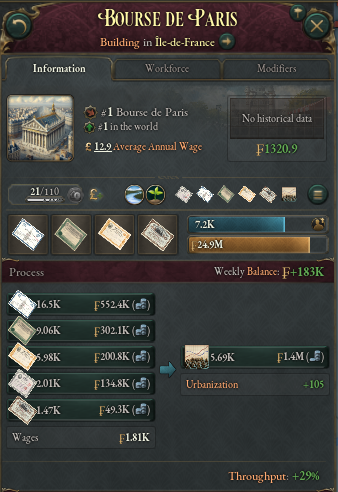 BOURSE DE PARIS
Building in Île-de-France
Information
Workforce
Modifiers
#1 Bourse de Paris
#1 in the world
£ 12.9 Average Annual Wage
No historical data
₣1320.9
21/110
£
7.2K
₣24.9M
Process
Weekly Balance: ₣+183K
16.5K ₣552.4K
9.06K ₣302.1K
5.98K ₣200.8K
2.01K ₣134.8K
1.47K ₣49.3K
Wages ₣1.81K
5.69K ₣1.4M
Urbanization +105
Throughput: +29%